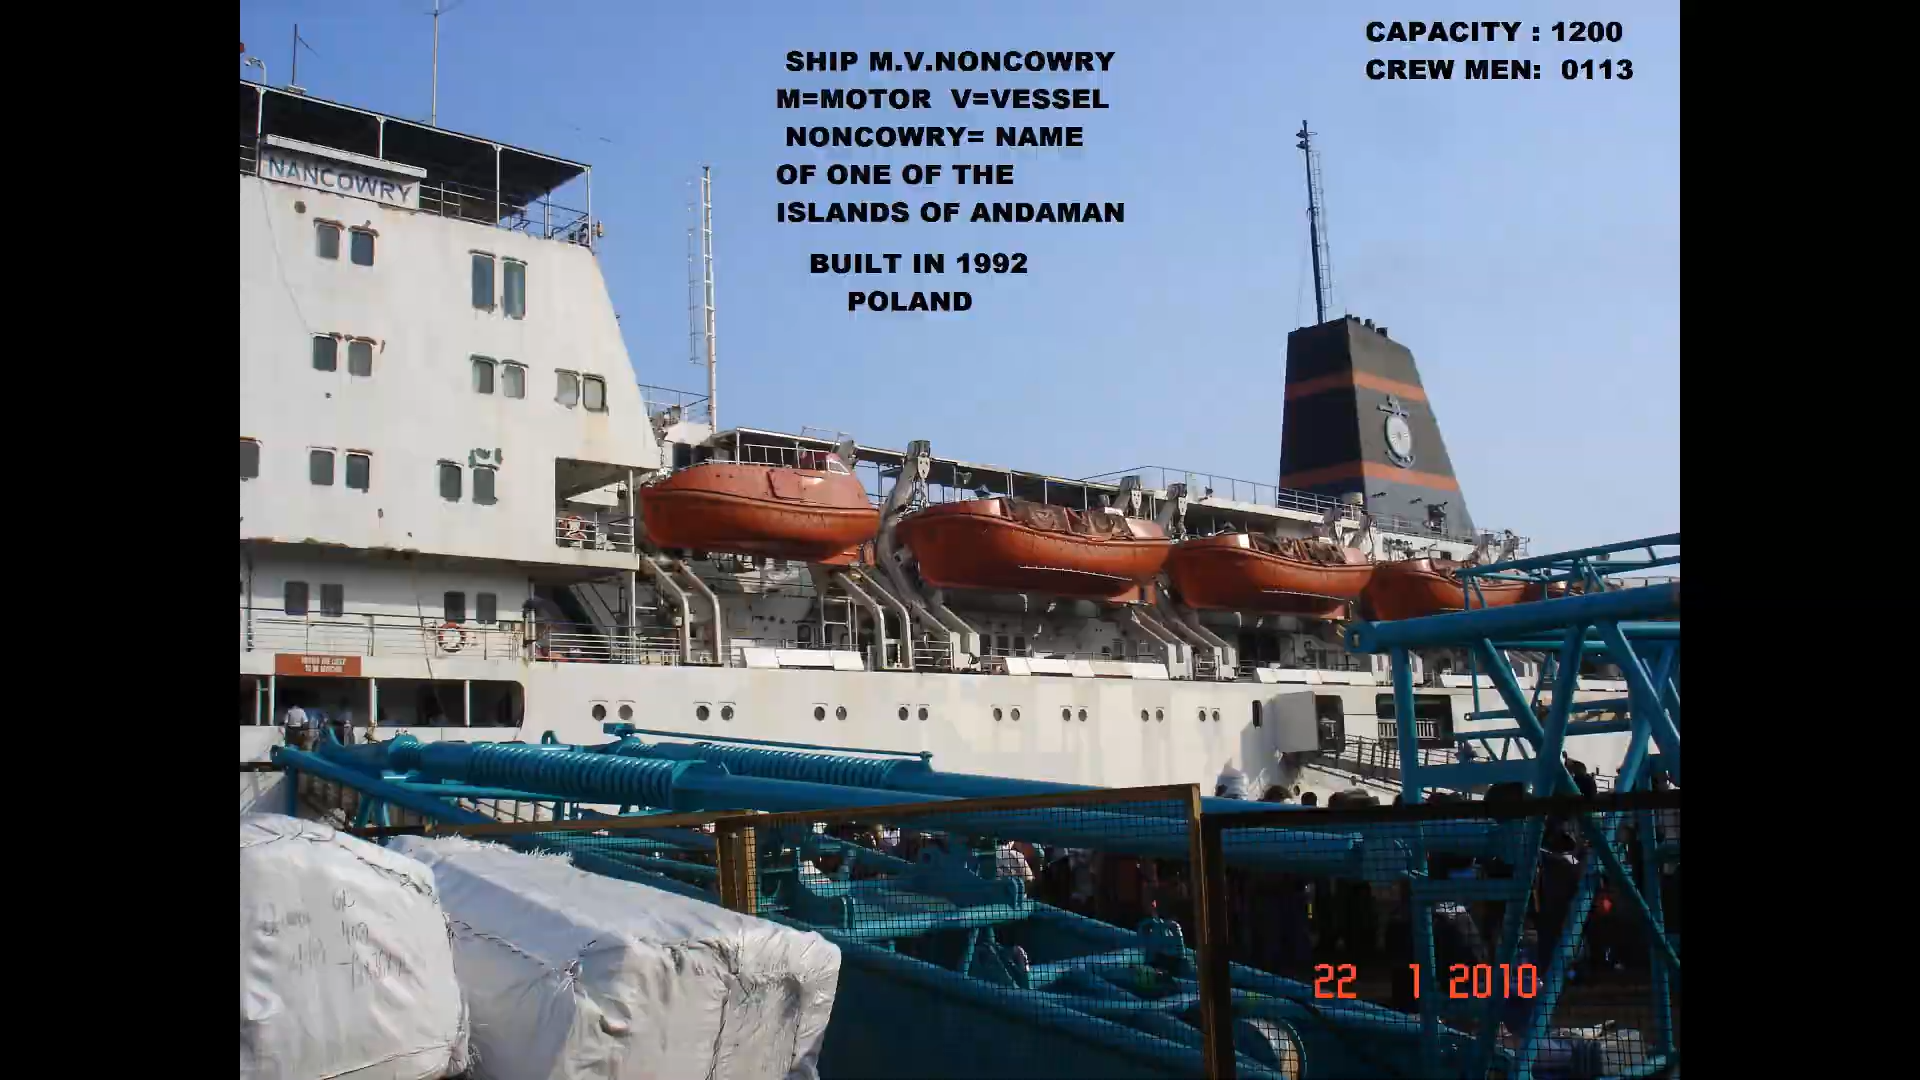 CAPACITY : 1200
CREW MEN: 0113
SHIP M.V.NONCOWRY
M=MOTOR V=VESSEL
NONCOWRY= NAME
OF ONE OF THE
ISLANDS OF ANDAMAN
BUILT IN 1992
POLAND
NANCOWRY
22 1 2010